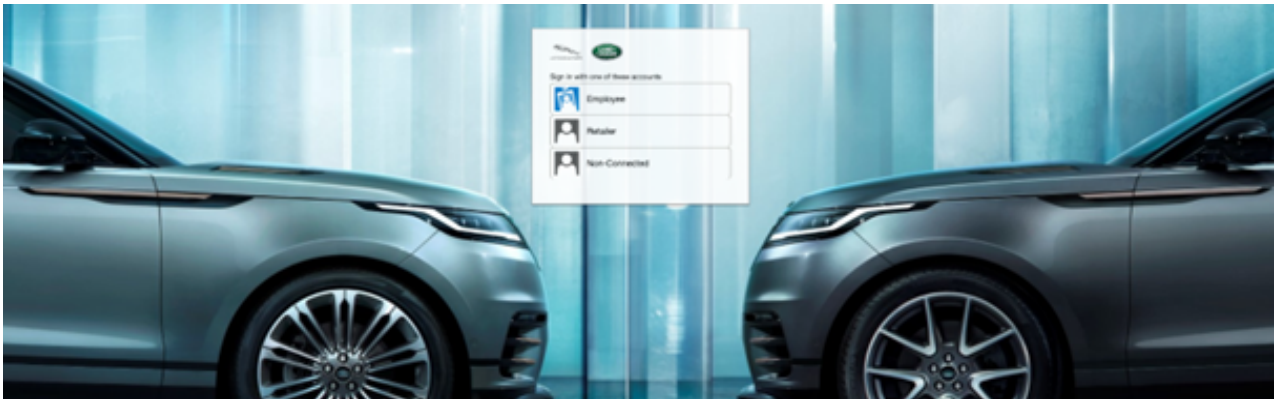 Sign in with one of these accounts
Employee
Retailer
Non-Connected